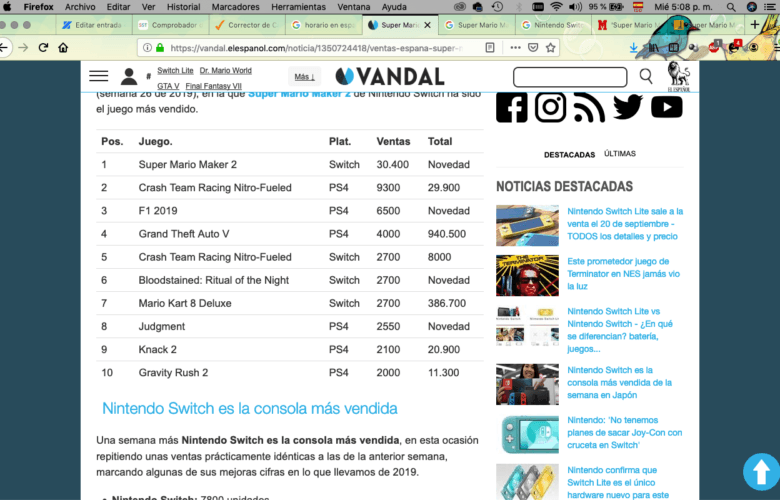 Firefox Archivo Editar Ver Historial Marcadores Herramientas Ventana Ayuda 95 % Mié 5:08 p. m.
Editar entrada Comprobador Corrector de C horario en esp Super Mario M Super Mario M Nintendo Switch "Super Mario M Mario M
https://vandal.elespanol.com/noticia/1350724418/ventas-espana-super-
# Switch Lite Dr. Mario World
GTA V Final Fantasy VII
Más ↓
VANDAL
EL ESPAÑOL
(semana 26 de 2019), en la que Super Mario Maker 2 de Nintendo Switch ha sido
el juego más vendido.
Pos. Juego. Plat. Ventas Total
1 Super Mario Maker 2 Switch 30.400 Novedad
2 Crash Team Racing Nitro-Fueled PS4 9300 29.900
3 F1 2019 PS4 6500 Novedad
4 Grand Theft Auto V PS4 4000 940.500
5 Crash Team Racing Nitro-Fueled Switch 2700 8000
6 Bloodstained: Ritual of the Night Switch 2700 Novedad
7 Mario Kart 8 Deluxe Switch 2700 386.700
8 Judgment PS4 2550 Novedad
9 Knack 2 PS4 2100 20.900
10 Gravity Rush 2 PS4 2000 11.300
Nintendo Switch es la consola más vendida
Una semana más Nintendo Switch es la consola más vendida, en esta ocasión
repitiendo unas ventas prácticamente idénticas a las de la anterior semana,
marcando algunas de sus mejores cifras en lo que llevamos de 2019.
• Nintendo Switch: 7800 unidades
DESTACADAS ÚLTIMAS
NOTICIAS DESTACADAS
Nintendo Switch Lite sale a la
venta el 20 de septiembre -
TODOS los detalles y precio
THE TERMINATOR
Este prometedor juego de
Terminator en NES jamás vio
la luz
Nintendo Switch Lite vs
Nintendo Switch - ¿En qué
se diferencian? batería,
juegos...
Nintendo Switch es la
consola más vendida de la
semana en Japón
Nintendo: 'No tenemos
planes de sacar Joy-Con con
cruceta en Switch'
Nintendo confirma que
Switch Lite es el único
hardware nuevo para este